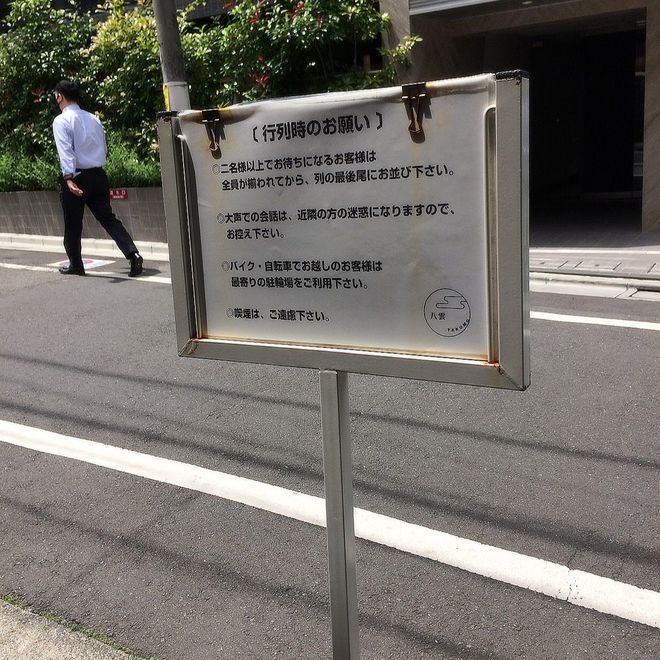 〔 行列時のお願い 〕
◎二名様以上でお待ちになるお客様は
全員が揃われてから、列の最後尾にお並び下さい。
◎大声での会話は、近隣の方の迷惑になりますので、
お控え下さい。
◎バイク・自転車でお越しのお客様は
最寄りの駐輪場をご利用下さい。
◎喫煙は、ご遠慮下さい。
八雲
YAKUMO